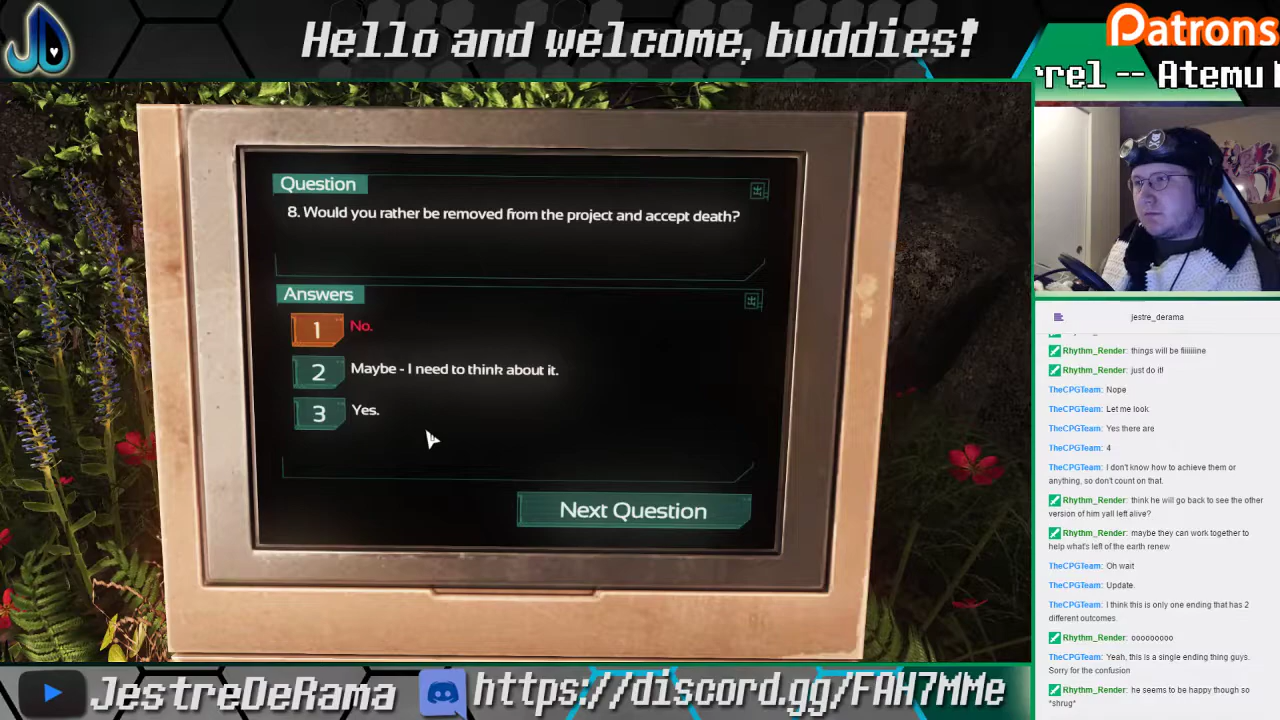 JD
Hello and welcome, buddies!
Patrons
rrel -- Atemu
Question
8. Would you rather be removed from the project and accept death?
Answers
1 No.
2 Maybe - I need to think about it.
3 Yes.
Next Question
jestre_derama
Rhythm_Render: things will be fiiiiiiine
Rhythm_Render: just do it!
TheCPGTeam: Nope
TheCPGTeam: Let me look.
TheCPGTeam: Yes there are
TheCPGTeam: 4
TheCPGTeam: I don't know how to achieve them or
anything, so don't count on that.
Rhythm_Render: think he will go back to see the other
version of him yall left alive?
Rhythm_Render: maybe they can work together to
help what's left of the earth renew
TheCPGTeam: Oh wait
TheCPGTeam: Update.
TheCPGTeam: I think this is only one ending that has 2
different outcomes.
Rhythm_Render: ooooooooo
TheCPGTeam: Yeah, this is a single ending thing guys.
Sorry for the confusion
Rhythm_Render: he seems to be happy though so
*shrug*
JestreDeRama
https://discord.gg/FAH7MMe